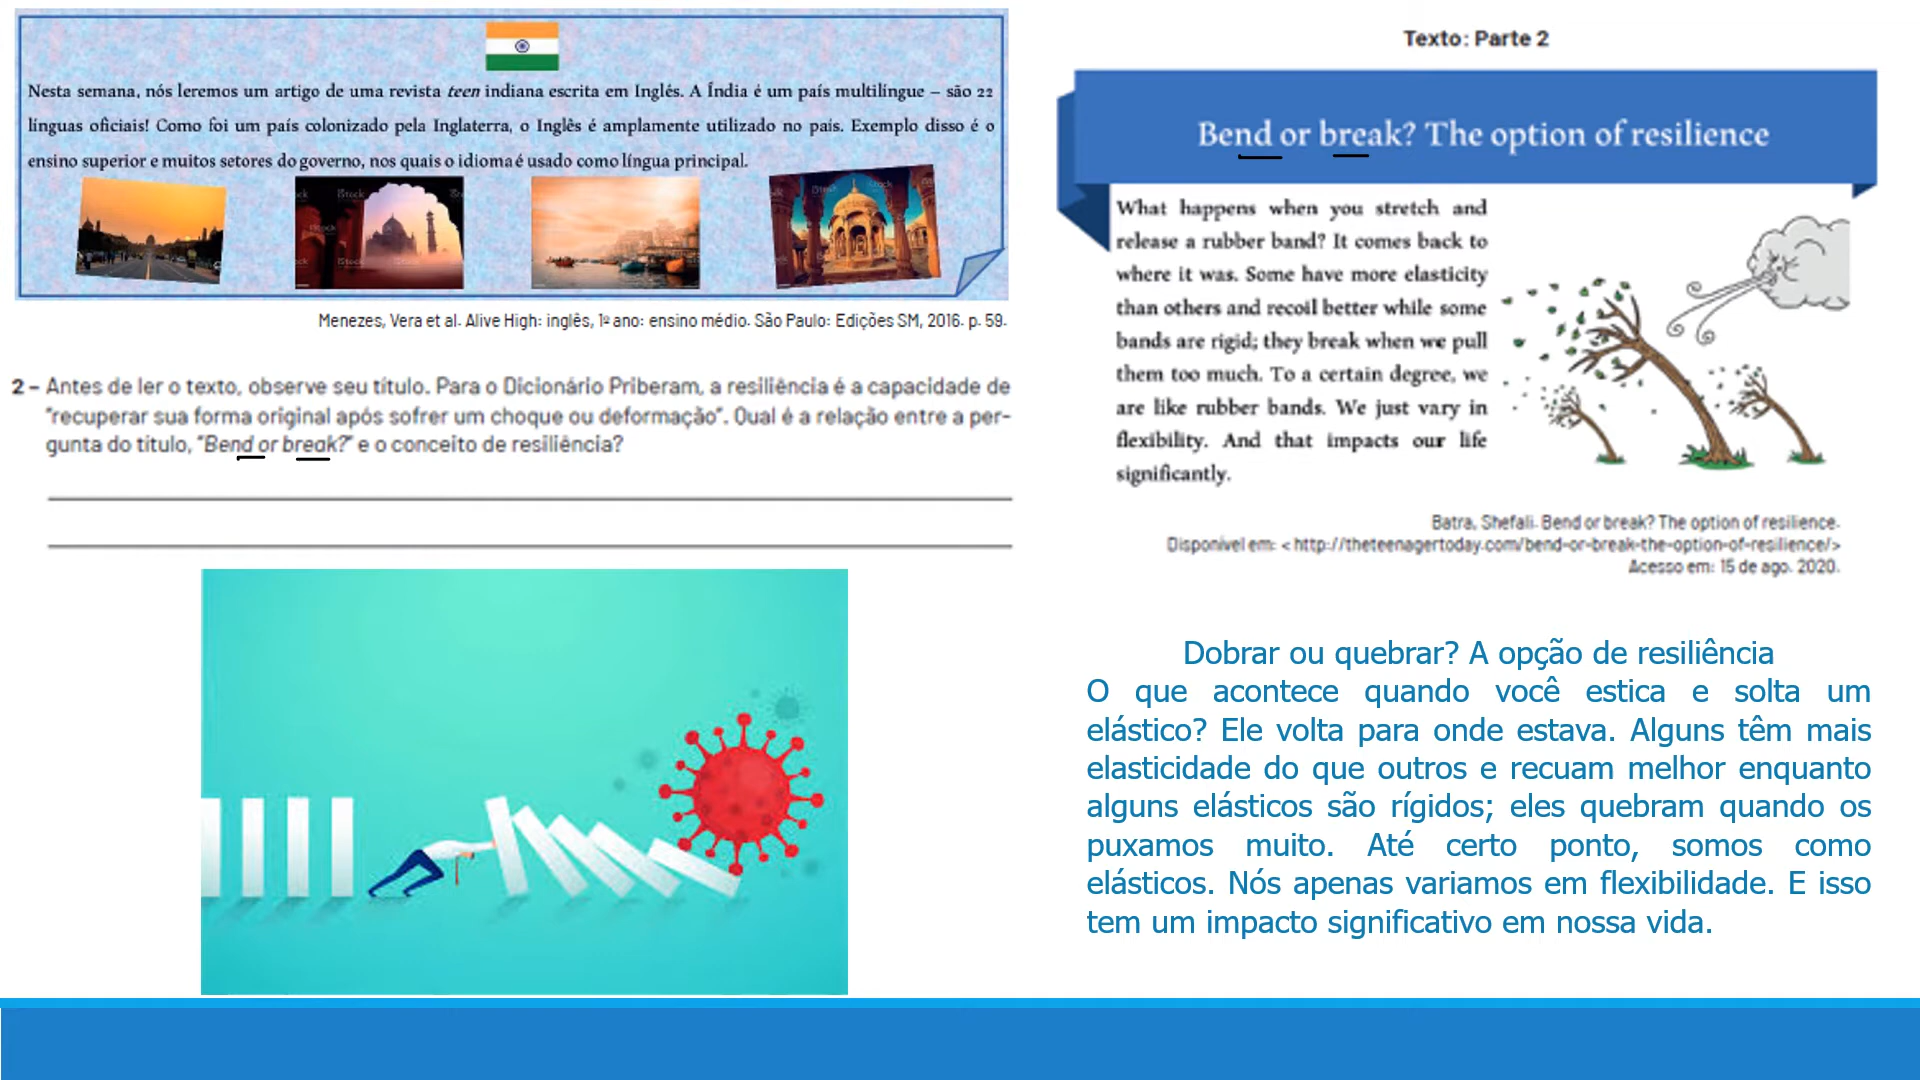 Nesta semana, nós leremos um artigo de uma revista teen indiana escrita em Inglês. A Índia é um país multilíngue – são 22
línguas oficiais! Como foi um país colonizado pela Inglaterra, o Inglês é amplamente utilizado no país. Exemplo disso é o
ensino superior e muitos setores do governo, nos quais o idioma é usado como língua principal.
iStock
iStock
iStock
iStock
Menezes, Vera et al. Alive High: inglês, 1º ano: ensino médio. São Paulo: Edições SM, 2016. p. 59.
2 – Antes de ler o texto, observe seu título. Para o Dicionário Priberam, a resiliência é a capacidade de
"recuperar sua forma original após sofrer um choque ou deformação". Qual é a relação entre a per-
gunta do título, "Bend or break?" e o conceito de resiliência?
Texto: Parte 2
Bend or break? The option of resilience
What happens when you stretch and
release a rubber band? It comes back to
where it was. Some have more elasticity
than others and recoil better while some
bands are rigid; they break when we pull
them too much. To a certain degree, we
are like rubber bands. We just vary in
flexibility. And that impacts our life
significantly.
Batra, Shefali. Bend or break? The option of resilience.
Disponível em: < http://theteenagertoday.com/bend-or-break-the-option-of-resilience/>
Acesso em: 15 de ago. 2020.
Dobrar ou quebrar? A opção de resiliência
O que acontece quando você estica e solta um
elástico? Ele volta para onde estava. Alguns têm mais
elasticidade do que outros e recuam melhor enquanto
alguns elásticos são rígidos; eles quebram quando os
puxamos muito. Até certo ponto, somos como
elásticos. Nós apenas variamos em flexibilidade. E isso
tem um impacto significativo em nossa vida.